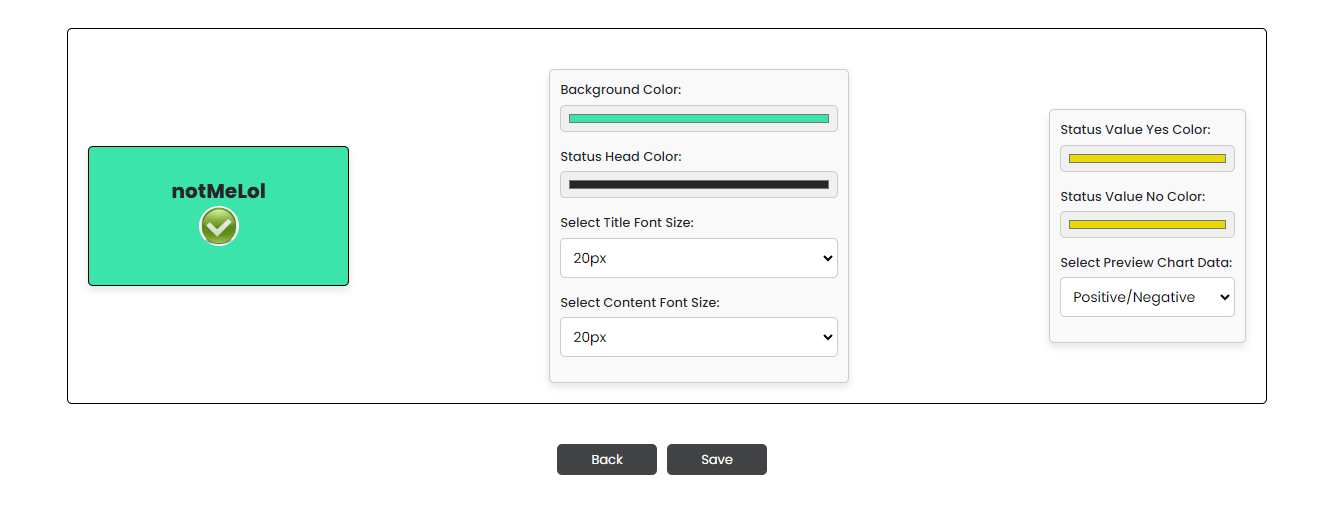 notMeLol
Background Color:
Status Head Color:
Select Title Font Size:
20px
Select Content Font Size:
20px
Status Value Yes Color:
Status Value No Color:
Select Preview Chart Data:
Positive/Negative
Back
Save